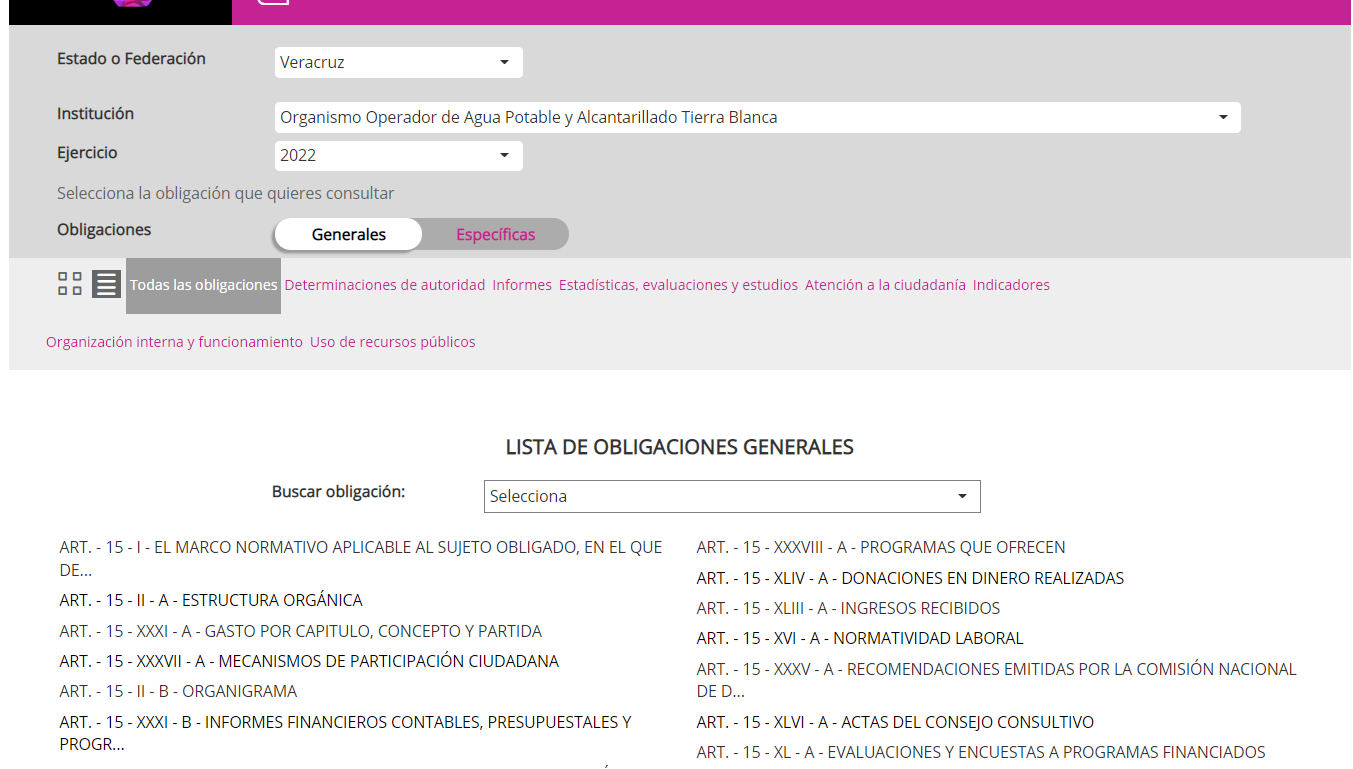 Estado o Federación
Veracruz
Institución
Organismo Operador de Agua Potable y Alcantarillado Tierra Blanca
Ejercicio
2022
Selecciona la obligación que quieres consultar
Obligaciones
Generales
Específicas
Todas las obligaciones Determinaciones de autoridad Informes Estadísticas, evaluaciones y estudios Atención a la ciudadanía Indicadores
Organización interna y funcionamiento Uso de recursos públicos
LISTA DE OBLIGACIONES GENERALES
Buscar obligación:
Selecciona
ART. - 15 - I - EL MARCO NORMATIVO APLICABLE AL SUJETO OBLIGADO, EN EL QUE
DE...
ART. - 15 - II - A - ESTRUCTURA ORGÁNICA
ART. - 15 - XXXI - A - GASTO POR CAPITULO, CONCEPTO Y PARTIDA
ART. - 15 - XXXVII - A - MECANISMOS DE PARTICIPACIÓN CIUDADANA
ART. - 15 - II - B - ORGANIGRAMA
ART. - 15 - XXXI - B - INFORMES FINANCIEROS CONTABLES, PRESUPUESTALES Y
PROGR...
ART. - 15 - XXXVIII - A - PROGRAMAS QUE OFRECEN
ART. - 15 - XLIV - A - DONACIONES EN DINERO REALIZADAS
ART. - 15 - XLIII - A - INGRESOS RECIBIDOS
ART. - 15 - XVI - A - NORMATIVIDAD LABORAL
ART. - 15 - XXXV - A - RECOMENDACIONES EMITIDAS POR LA COMISIÓN NACIONAL
DE D...
ART. - 15 - XLVI - A - ACTAS DEL CONSEJO CONSULTIVO
ART. - 15 - XL - A - EVALUACIONES Y ENCUESTAS A PROGRAMAS FINANCIADOS